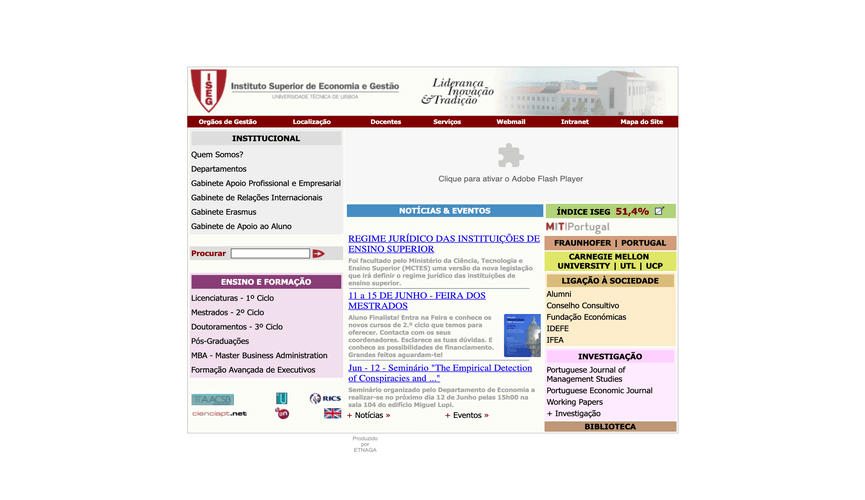 ISEG
Instituto Superior de Economia e Gestão
UNIVERSIDADE TÉCNICA DE LISBOA
Liderança
Inovação
&Tradição
Orgãos de Gestão Localização Docentes Serviços Webmail Intranet Mapa do Site
INSTITUCIONAL
Quem Somos?
Departamentos
Gabinete Apoio Profissional e Empresarial
Gabinete de Relações Internacionais
Gabinete Erasmus
Gabinete de Apoio ao Aluno
Procurar
ENSINO E FORMAÇÃO
Licenciaturas - 1º Ciclo
Mestrados - 2º Ciclo
Doutoramentos - 3º Ciclo
Pós-Graduações
MBA - Master Business Administration
Formação Avançada de Executivos
AACSB
RICS
cienciapt.net
Clique para ativar o Adobe Flash Player
NOTÍCIAS & EVENTOS
REGIME JURÍDICO DAS INSTITUIÇÕES DE
ENSINO SUPERIOR
Foi facultado pelo Ministério da Ciência, Tecnologia e
Ensino Superior (MCTES) uma versão da nova legislação
que irá definir o regime jurídico das instituições de
ensino superior.
11 a 15 DE JUNHO - FEIRA DOS
MESTRADOS
Aluno Finalista! Entra na Feira e conhece os
novos cursos de 2.º ciclo que temos para
oferecer. Contacta com os seus
coordenadores. Esclarece as tuas dúvidas. E
conhece as possibilidades de financiamento.
Grandes feitos aguardam-te!
Jun - 12 - Seminário "The Empirical Detection
of Conspiracies and ..."
Seminário organizado pelo Departamento de Economia a
realizar-se no próximo dia 12 de Junho pelas 15h00 na
sala 104 do edifício Miguel Lupi.
+ Notícias » + Eventos »
ÍNDICE ISEG 51,4%
MIT|Portugal
FRAUNHOFER | PORTUGAL
CARNEGIE MELLON
UNIVERSITY | UTL | UCP
LIGAÇÃO À SOCIEDADE
Alumni
Conselho Consultivo
Fundação Económicas
IDEFE
IFEA
INVESTIGAÇÃO
Portuguese Journal of
Management Studies
Portuguese Economic Journal
Working Papers
+ Investigação
BIBLIOTECA
Produzido
por
ETNAGA